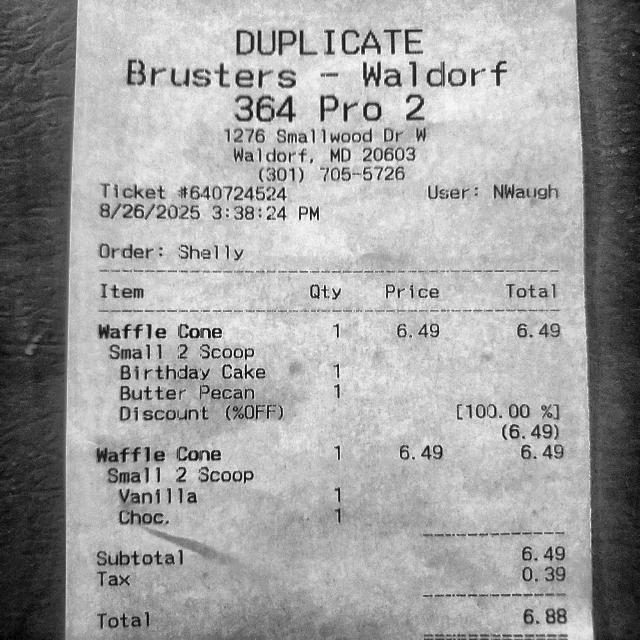 DUPLICATE
Brusters - Waldorf
364 Pro 2
1276 Smallwood Dr W
Waldorf, MD 20603
(301) 705-5726
Ticket #640724524 User: NWaugh
8/26/2025 3:38:24 PM
Order: Shelly
Item Qty Price Total
Waffle Cone 1 6.49 6.49
Small 2 Scoop
Birthday Cake 1
Butter Pecan 1
Discount (%OFF) [100.00 %]
(6.49)
Waffle Cone 1 6.49 6.49
Small 2 Scoop
Vanilla 1
Choc. 1
Subtotal 6.49
Tax 0.39
Total 6.88